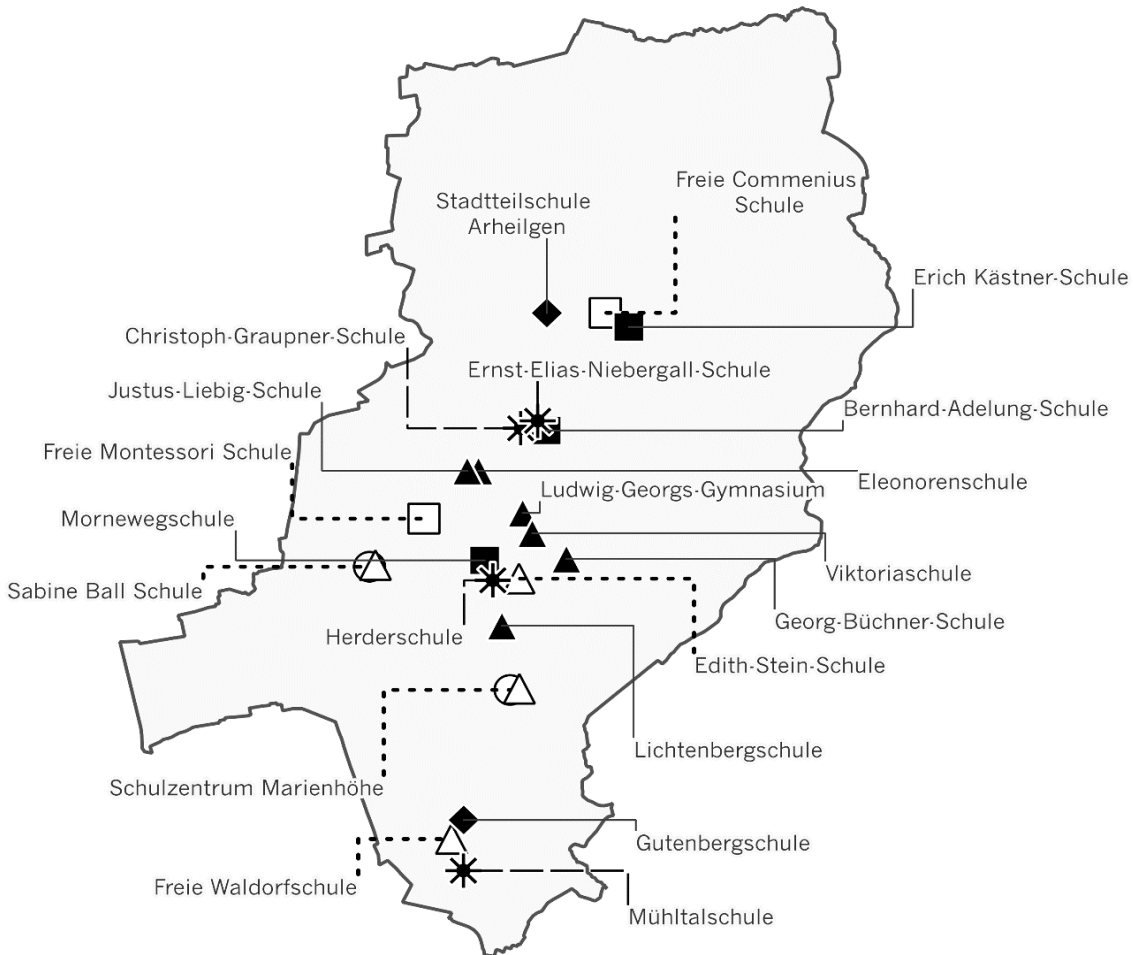 Freie Commenius
Schule
Stadtteilschule
Arheilgen
Erich Kästner-Schule
Christoph-Graupner-Schule
Ernst-Elias-Niebergall-Schule
Justus-Liebig-Schule
Bernhard-Adelung-Schule
Freie Montessori Schule
Eleonorenschule
Ludwig-Georgs-Gymnasium
Mornewegschule
Viktoriaschule
Sabine Ball Schule
Georg-Büchner-Schule
Herderschule
Edith-Stein-Schule
Lichtenbergschule
Schulzentrum Marienhöhe
Gutenbergschule
Freie Waldorfschule
Mühltalschule